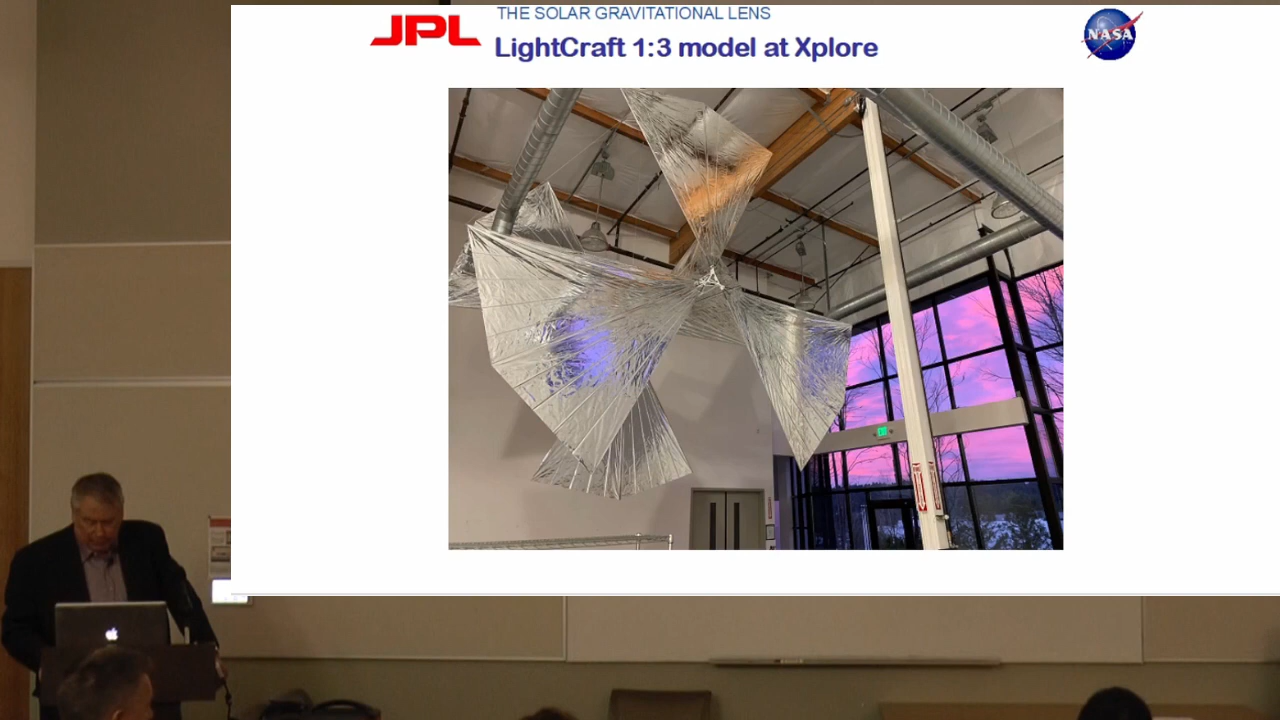 JPL
THE SOLAR GRAVITATIONAL LENS
LightCraft 1:3 model at Xplore
NASA